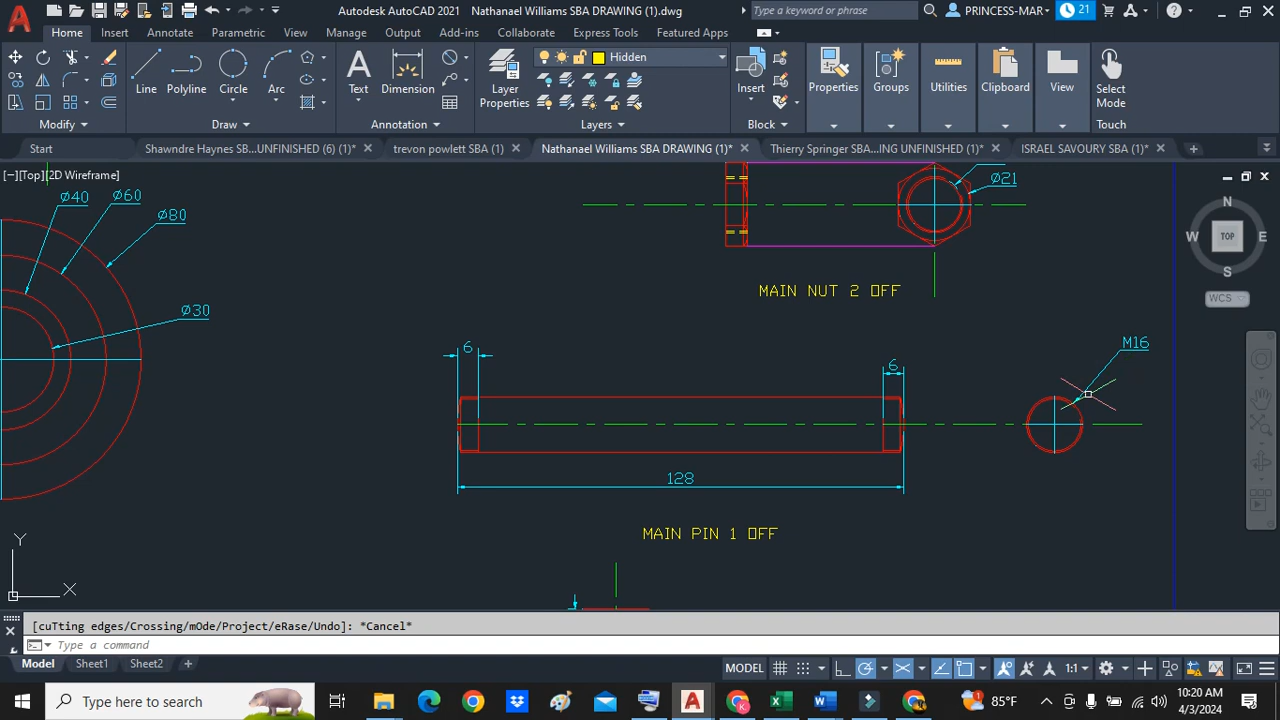 Autodesk AutoCAD 2021 Nathanael Williams SBA DRAWING (1).dwg
Type a keyword or phrase
PRINCESS-MAR
21
Home Insert Annotate Parametric View Manage Output Add-ins Collaborate Express Tools Featured Apps
Line Polyline Circle Arc
Text Dimension
Layer Properties
Hidden
Insert
Properties Groups Utilities Clipboard View
Select Mode
Modify Draw Annotation Layers Block Touch
Start
Shawndre Haynes SB...UNFINISHED (6) (1)*
trevon powlett SBA (1)
Nathanael Williams SBA DRAWING (1)*
Thierry Springer SBA...ING UNFINISHED (1)*
ISRAEL SAVOURY SBA (1)*
[−][Top][2D Wireframe]
Ø40
Ø60
Ø80
Ø30
Ø21
MAIN NUT 2 OFF
6
6
M16
128
MAIN PIN 1 OFF
N
W TOP E
S
WCS
Y
X
[cuTting edges/Crossing/mOde/Project/eRase/Undo]: *Cancel*
Type a command
Model Sheet1 Sheet2
MODEL
1:1
Type here to search
85°F
10:20 AM
4/3/2024